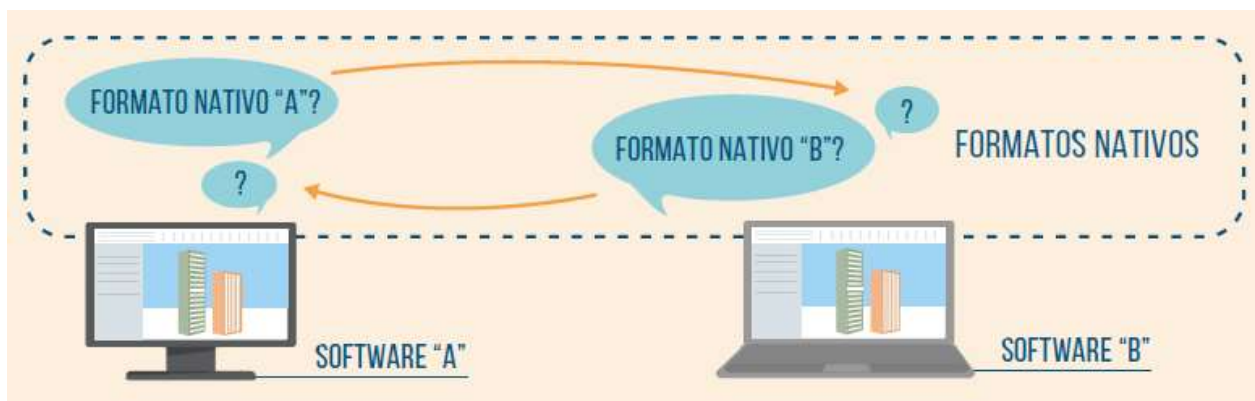 FORMATO NATIVO “A”?
?
FORMATO NATIVO “B”?
?
FORMATOS NATIVOS
SOFTWARE “A”
SOFTWARE “B”